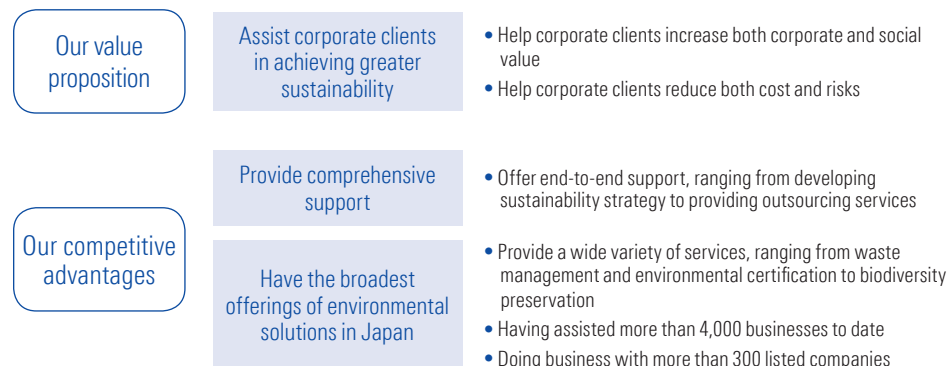 Our value
proposition
Assist corporate clients
in achieving greater
sustainability
• Help corporate clients increase both corporate and social
value
• Help corporate clients reduce both cost and risks
Our competitive
advantages
Provide comprehensive
support
• Offer end-to-end support, ranging from developing
sustainability strategy to providing outsourcing services
Have the broadest
offerings of environmental
solutions in Japan
• Provide a wide variety of services, ranging from waste
management and environmental certification to biodiversity
preservation
• Having assisted more than 4,000 businesses to date
• Doing business with more than 300 listed companies